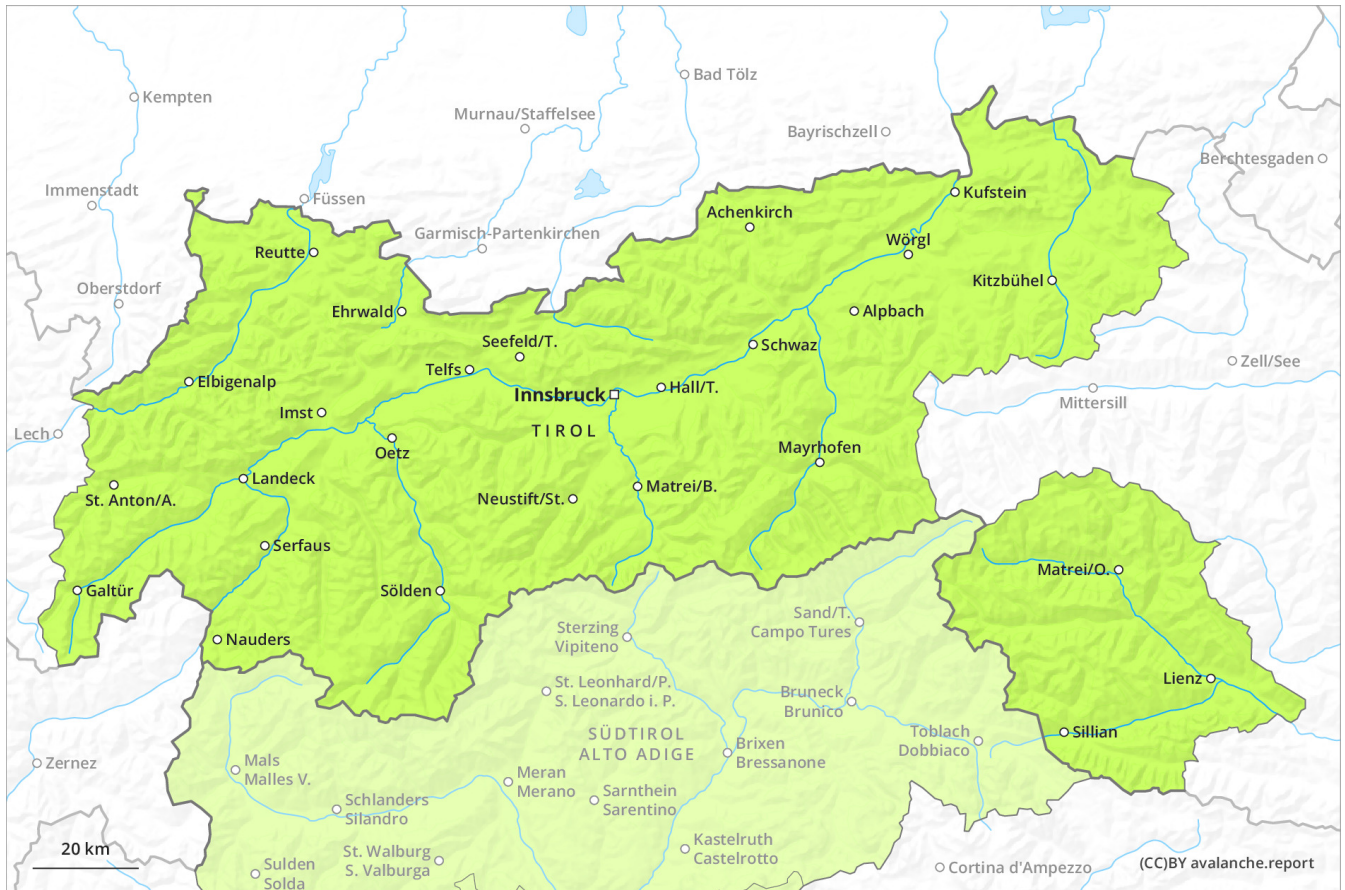 Kempten
Bad Tölz
Murnau/Staffelsee
Bayrischzell
Berchtesgaden
Immenstadt
Füssen
Kufstein
Achenkirch
Garmisch-Partenkirchen
Wörgl
Reutte
Kitzbühel
Oberstdorf
Ehrwald
Alpbach
Seefeld/T.
Schwaz
Zell/See
Telfs
Elbigenalp
Hall/T.
Innsbruck
Mittersill
Imst
Lech
TIROL
Oetz
Mayrhofen
Landeck
St. Anton/A.
Neustift/St.
Matrei/B.
Serfaus
Matrei/O.
Galtür
Sölden
Sand/T.
Campo Tures
Sterzing
Vipiteno
Nauders
Lienz
St. Leonhard/P.
S. Leonardo i. P.
Bruneck
Brunico
SÜDTIROL
ALTO ADIGE
Toblach
Dobbiaco
Sillian
Brixen
Bressanone
Zernez
Mals
Malles V.
Meran
Merano
Sarnthein
Sarentino
Schlanders
Silandro
Kastelruth
Castelrotto
20 km
St. Walburg
S. Valburga
Sulden
Solda
Cortina d'Ampezzo
(CC)BY avalanche.report